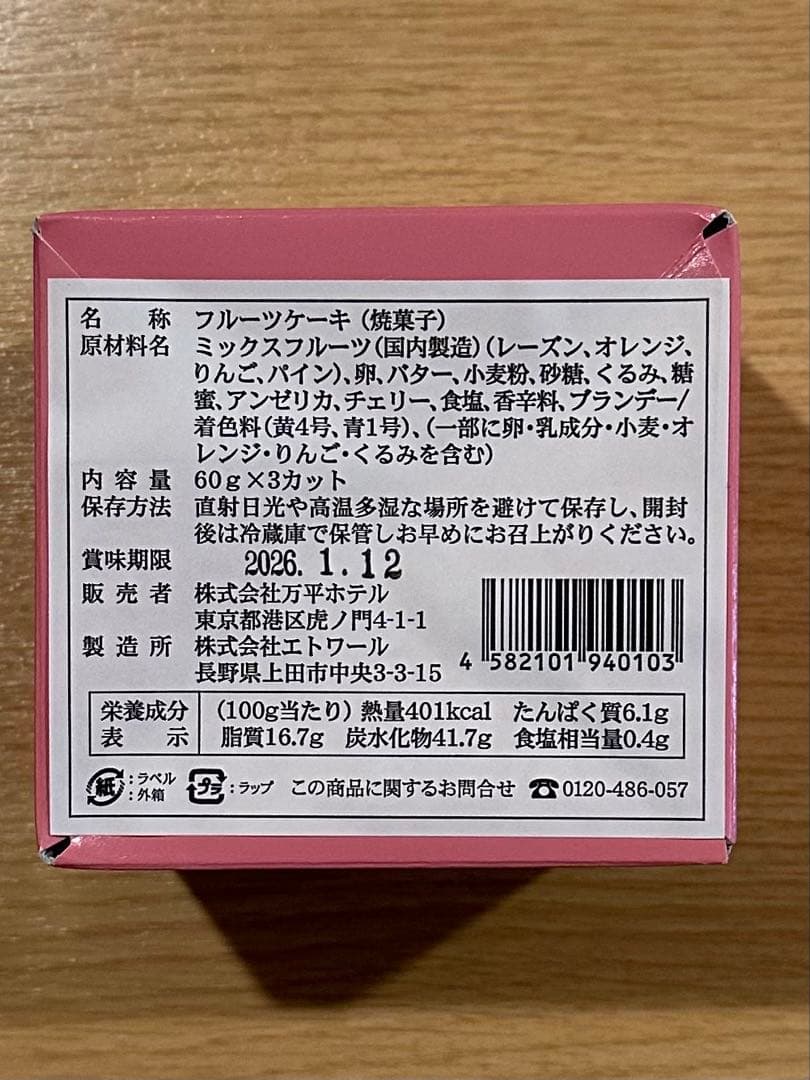 名称 フルーツケーキ（焼菓子）
原材料名 ミックスフルーツ（国内製造）（レーズン、オレンジ、
りんご、パイン）、卵、バター、小麦粉、砂糖、くるみ、糖
蜜、アンゼリカ、チェリー、食塩、香辛料、ブランデー/
着色料（黄4号、青1号）、（一部に卵・乳成分・小麦・オ
レンジ・りんご・くるみを含む）
内容量 60g×3カット
保存方法 直射日光や高温多湿な場所を避けて保存し、開封
後は冷蔵庫で保管しお早めにお召上がりください。
賞味期限 2026.1.12
販売者 株式会社万平ホテル
東京都港区虎ノ門4-1-1
製造所 株式会社エトワール
長野県上田市中央3-3-15
4 582101 940103
栄養成分 （100g当たり）熱量401kcal たんぱく質6.1g
表示 脂質16.7g 炭水化物41.7g 食塩相当量0.4g
紙：ラベル
：外箱
プラ：ラップ
この商品に関するお問合せ ☎0120-486-057